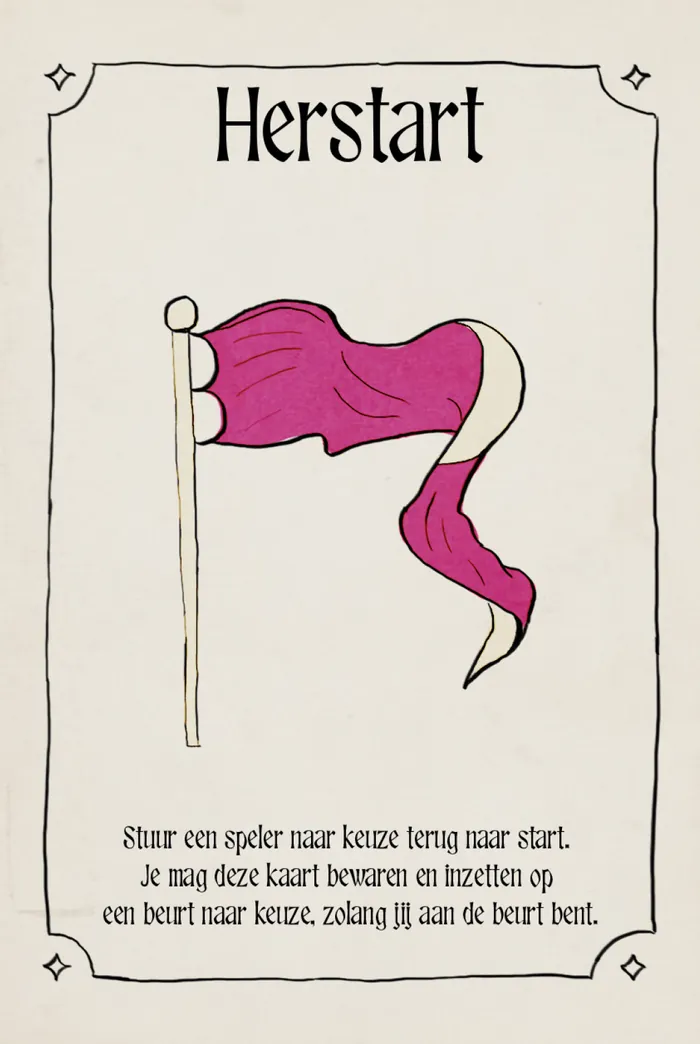 Herstart
Stuur een speler naar keuze terug naar start.
Je mag deze kaart bewaren en inzetten op
een beurt naar keuze, zolang jij aan de beurt bent.